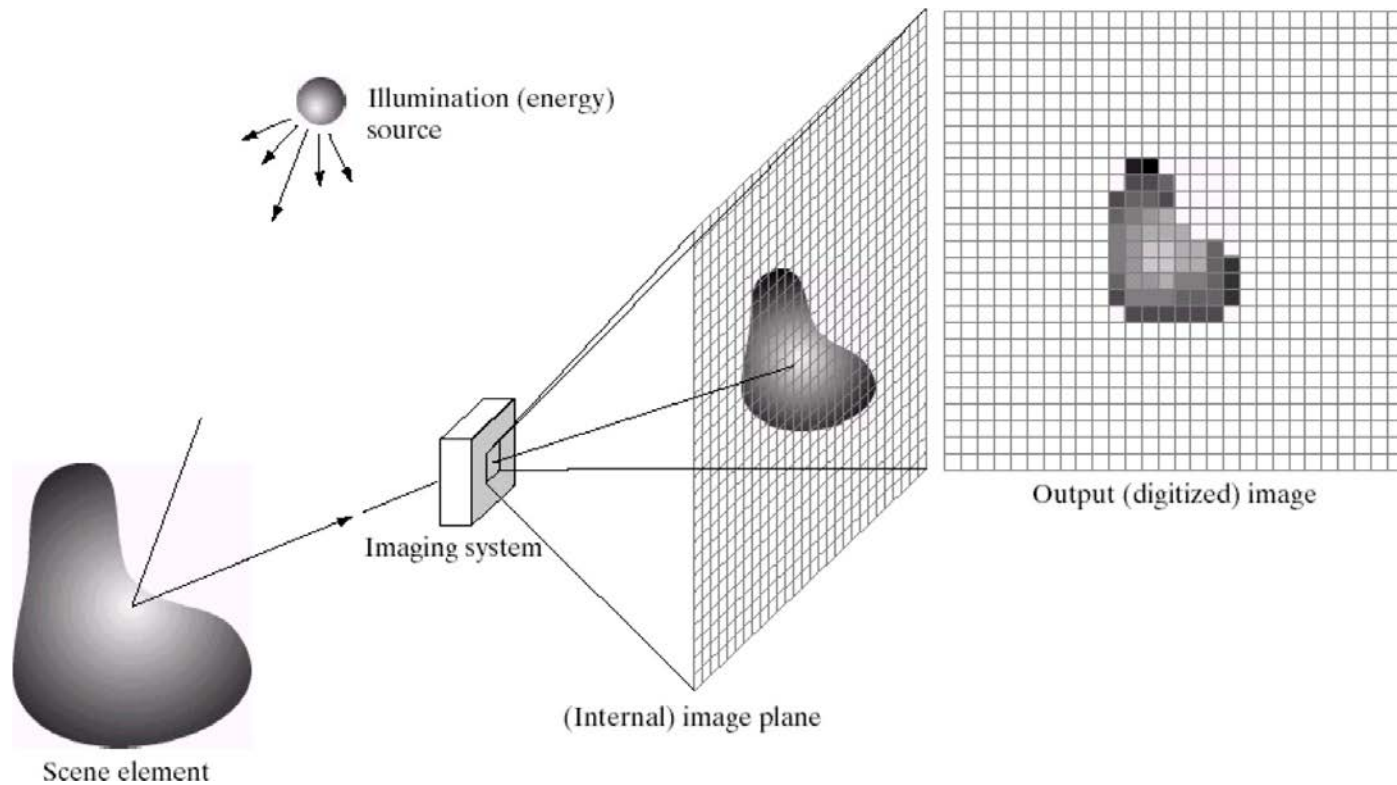 Illumination (energy)
source
Output (digitized) image
Imaging system
(Internal) image plane
Scene element